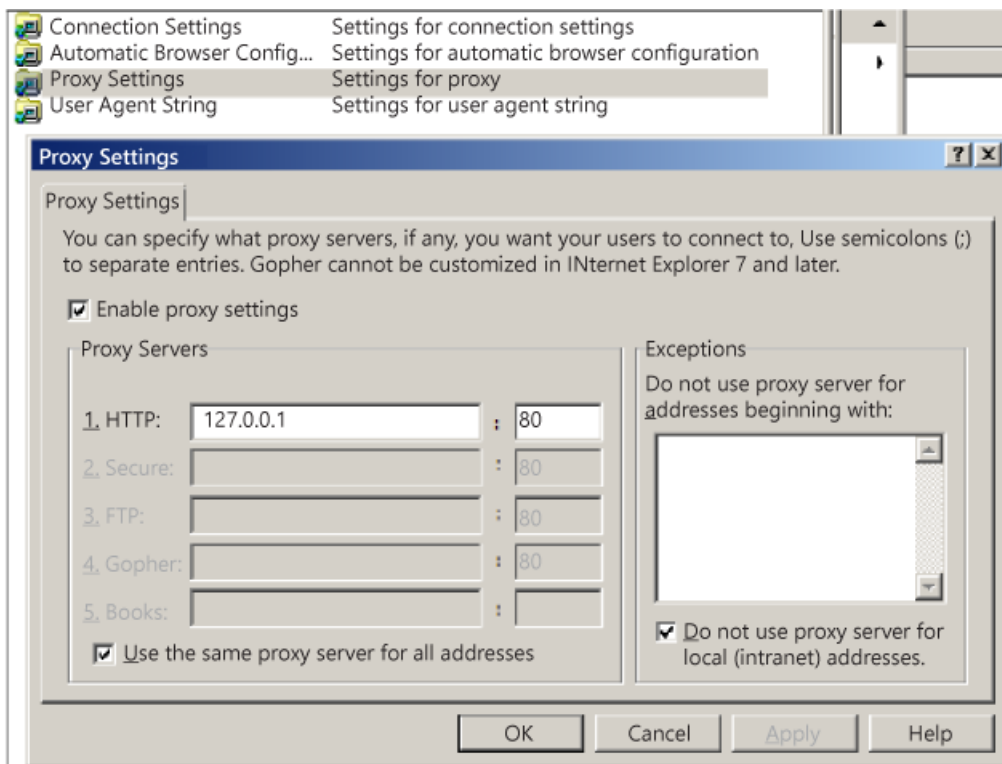 Connection Settings Settings for connection settings
Automatic Browser Config... Settings for automatic browser configuration
Proxy Settings Settings for proxy
User Agent String Settings for user agent string
Proxy Settings
Proxy Settings
You can specify what proxy servers, if any, you want your users to connect to, Use semicolons (;)
to separate entries. Gopher cannot be customized in INternet Explorer 7 and later.
Enable proxy settings
Proxy Servers
1. HTTP: 127.0.0.1 : 80
2. Secure: : 80
3. FTP: : 80
4. Gopher: : 80
5. Books: :
Use the same proxy server for all addresses
Exceptions
Do not use proxy server for
addresses beginning with:
Do not use proxy server for
local (intranet) addresses.
OK Cancel Apply Help